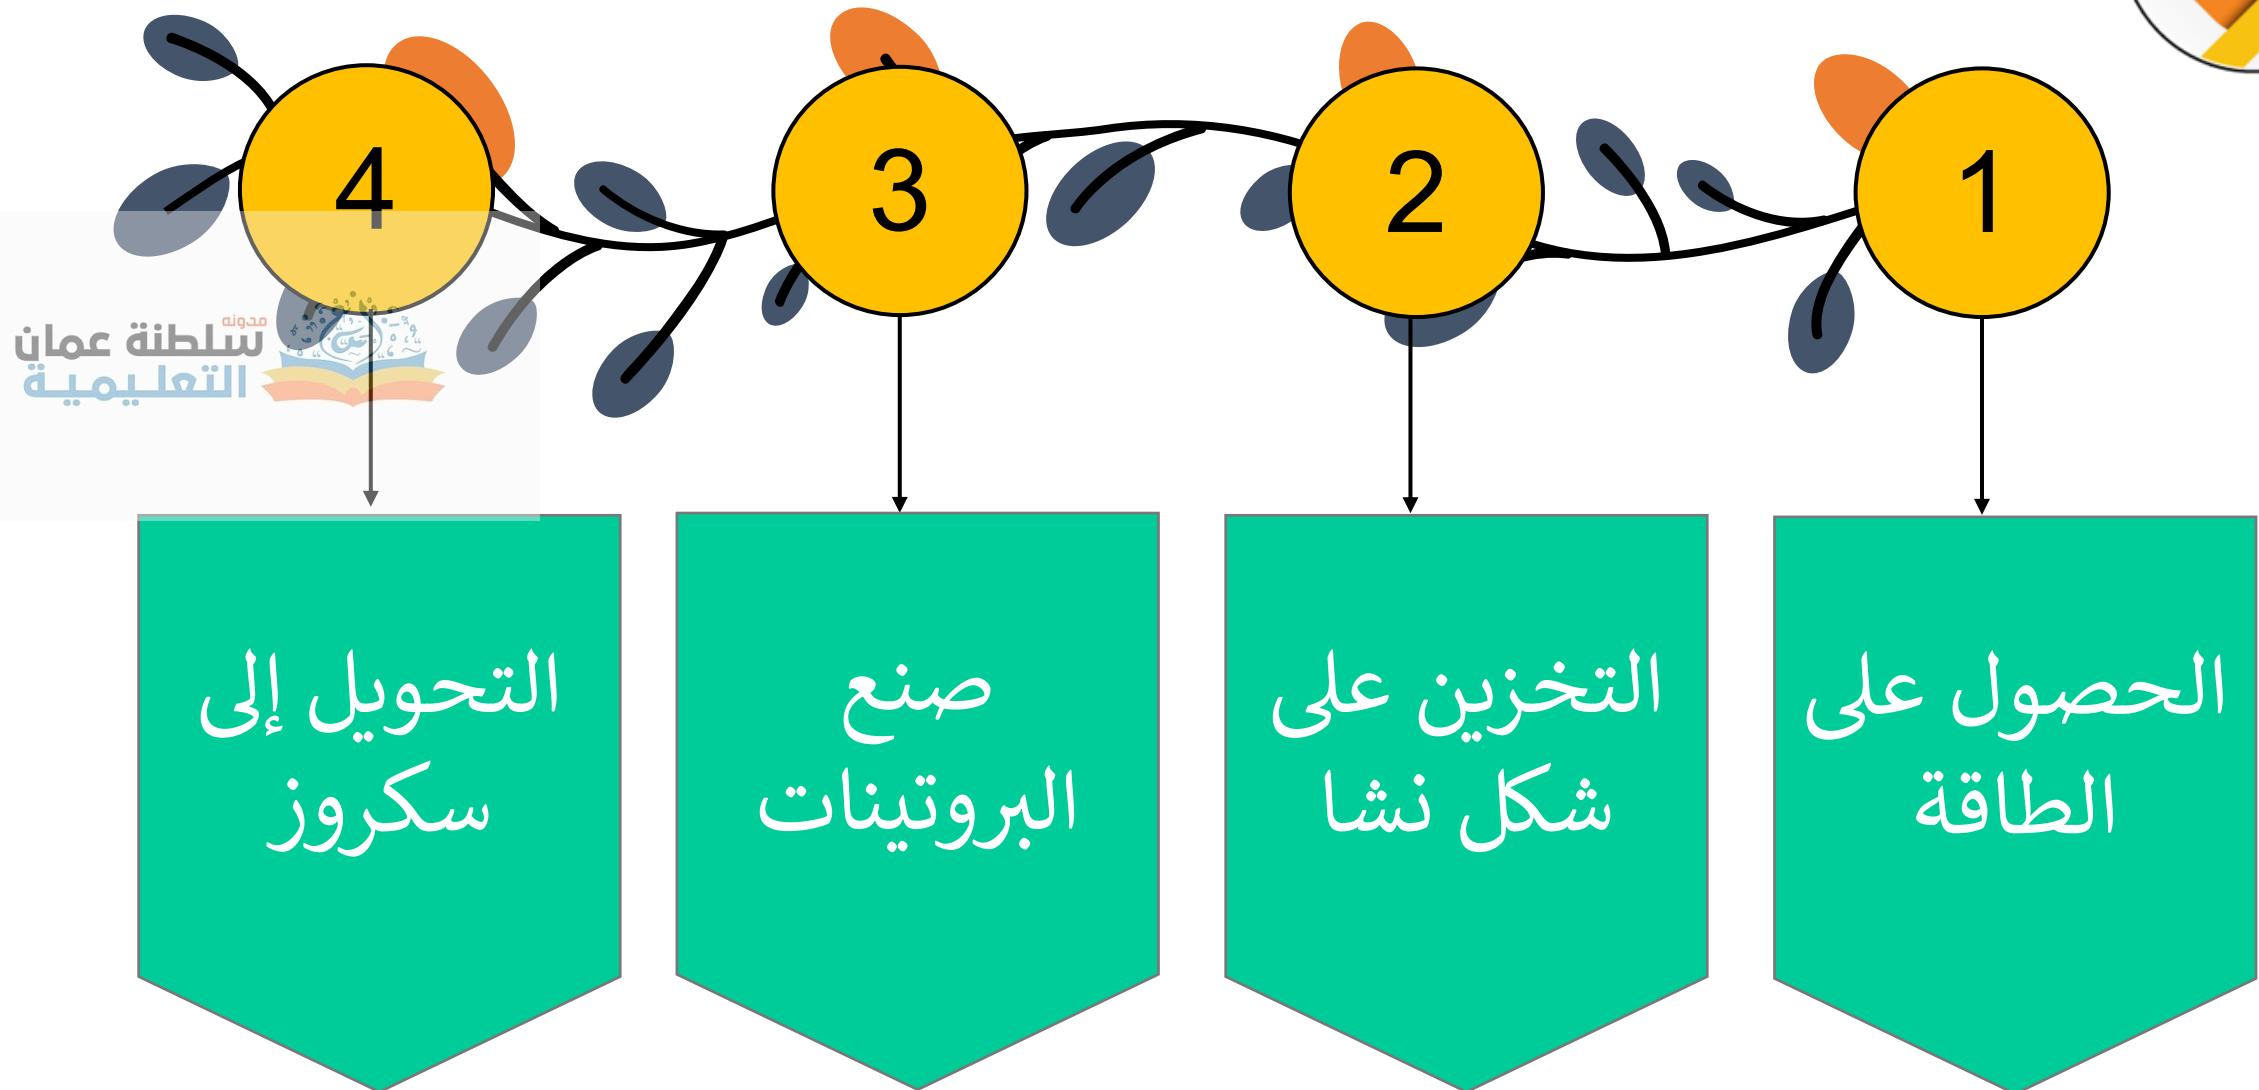 1
2
3
4
الحصول على
الطاقة
التخزين على
شكل نشا
صنع
البروتينات
التحويل إلى
سكروز
مدونة
سلطنة عمان
التعليمية